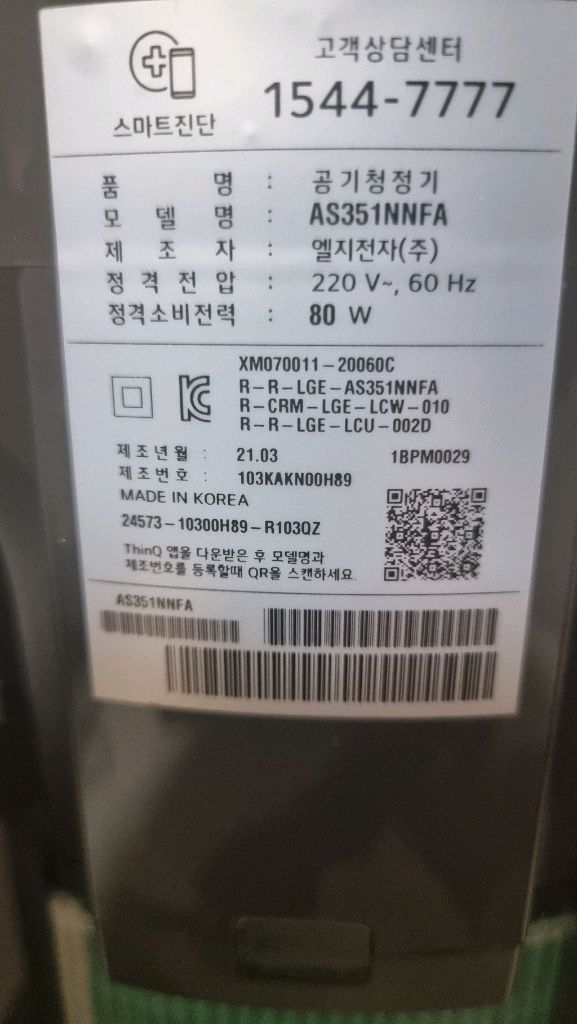 고객상담센터
1544-7777
스마트진단
품 명 : 공기청정기
모 델 명 : AS351NNFA
제 조 자 : 엘지전자(주)
정 격 전 압 : 220 V~, 60 Hz
정격소비전력 : 80 W
XM070011-20060C
R-R-LGE-AS351NNFA
R-CRM-LGE-LCW-010
R-R-LGE-LCU-002D
제조년월 : 21.03 1BPM0029
제조번호 : 103KAKN00H89
MADE IN KOREA
24573-10300H89-R103QZ
ThinQ 앱을 다운받은 후 모델명과
제조번호를 등록할때 QR을 스캔하세요.
AS351NNFA